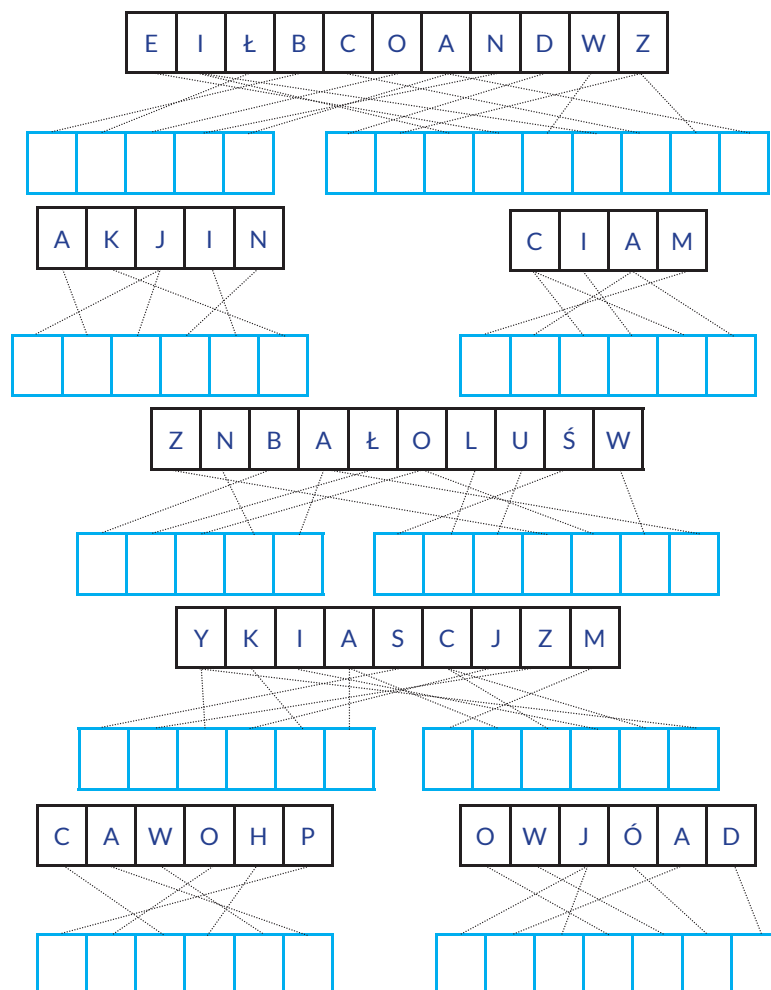 E I Ł B C O A N D W Z
A K J I N
C I A M
Z N B A Ł O L U Ś W
Y K I A S C J Z M
C A W O H P
O W J Ó A D